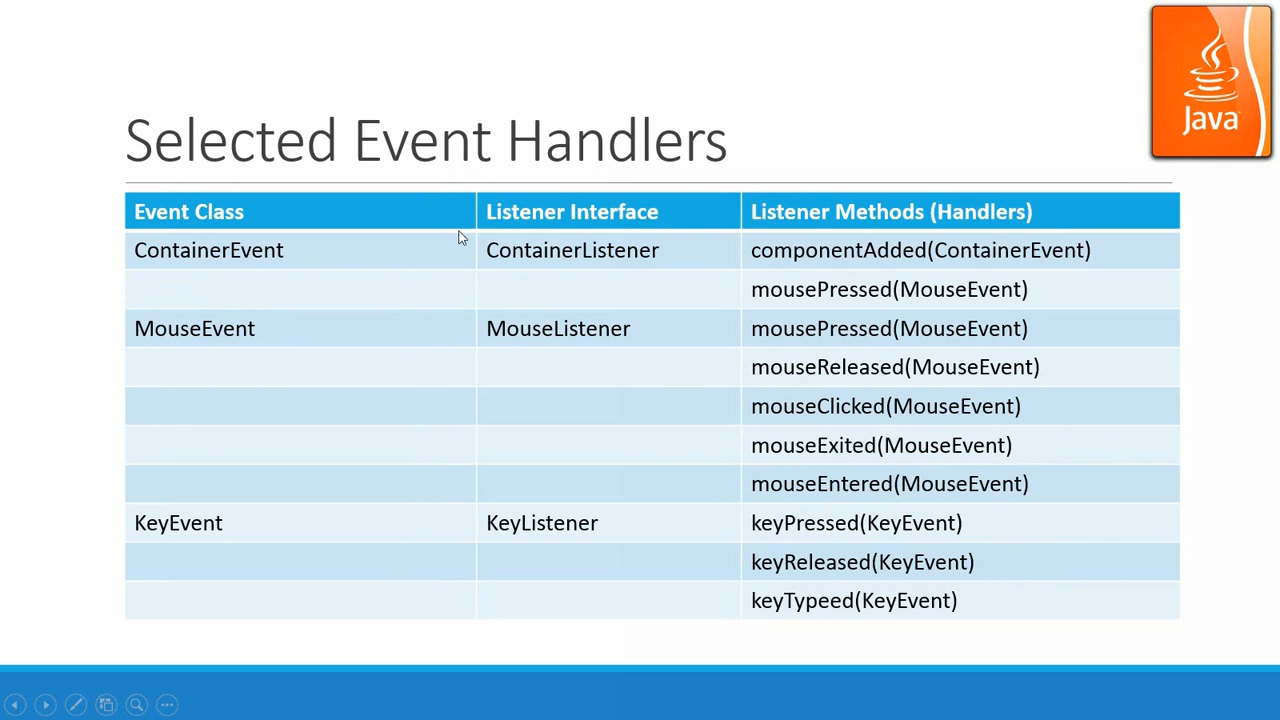 Java
Selected Event Handlers
Event Class Listener Interface Listener Methods (Handlers)
ContainerEvent ContainerListener componentAdded(ContainerEvent)
mousePressed(MouseEvent)
MouseEvent MouseListener mousePressed(MouseEvent)
mouseReleased(MouseEvent)
mouseClicked(MouseEvent)
mouseExited(MouseEvent)
mouseEntered(MouseEvent)
KeyEvent KeyListener keyPressed(KeyEvent)
keyReleased(KeyEvent)
keyTypeed(KeyEvent)